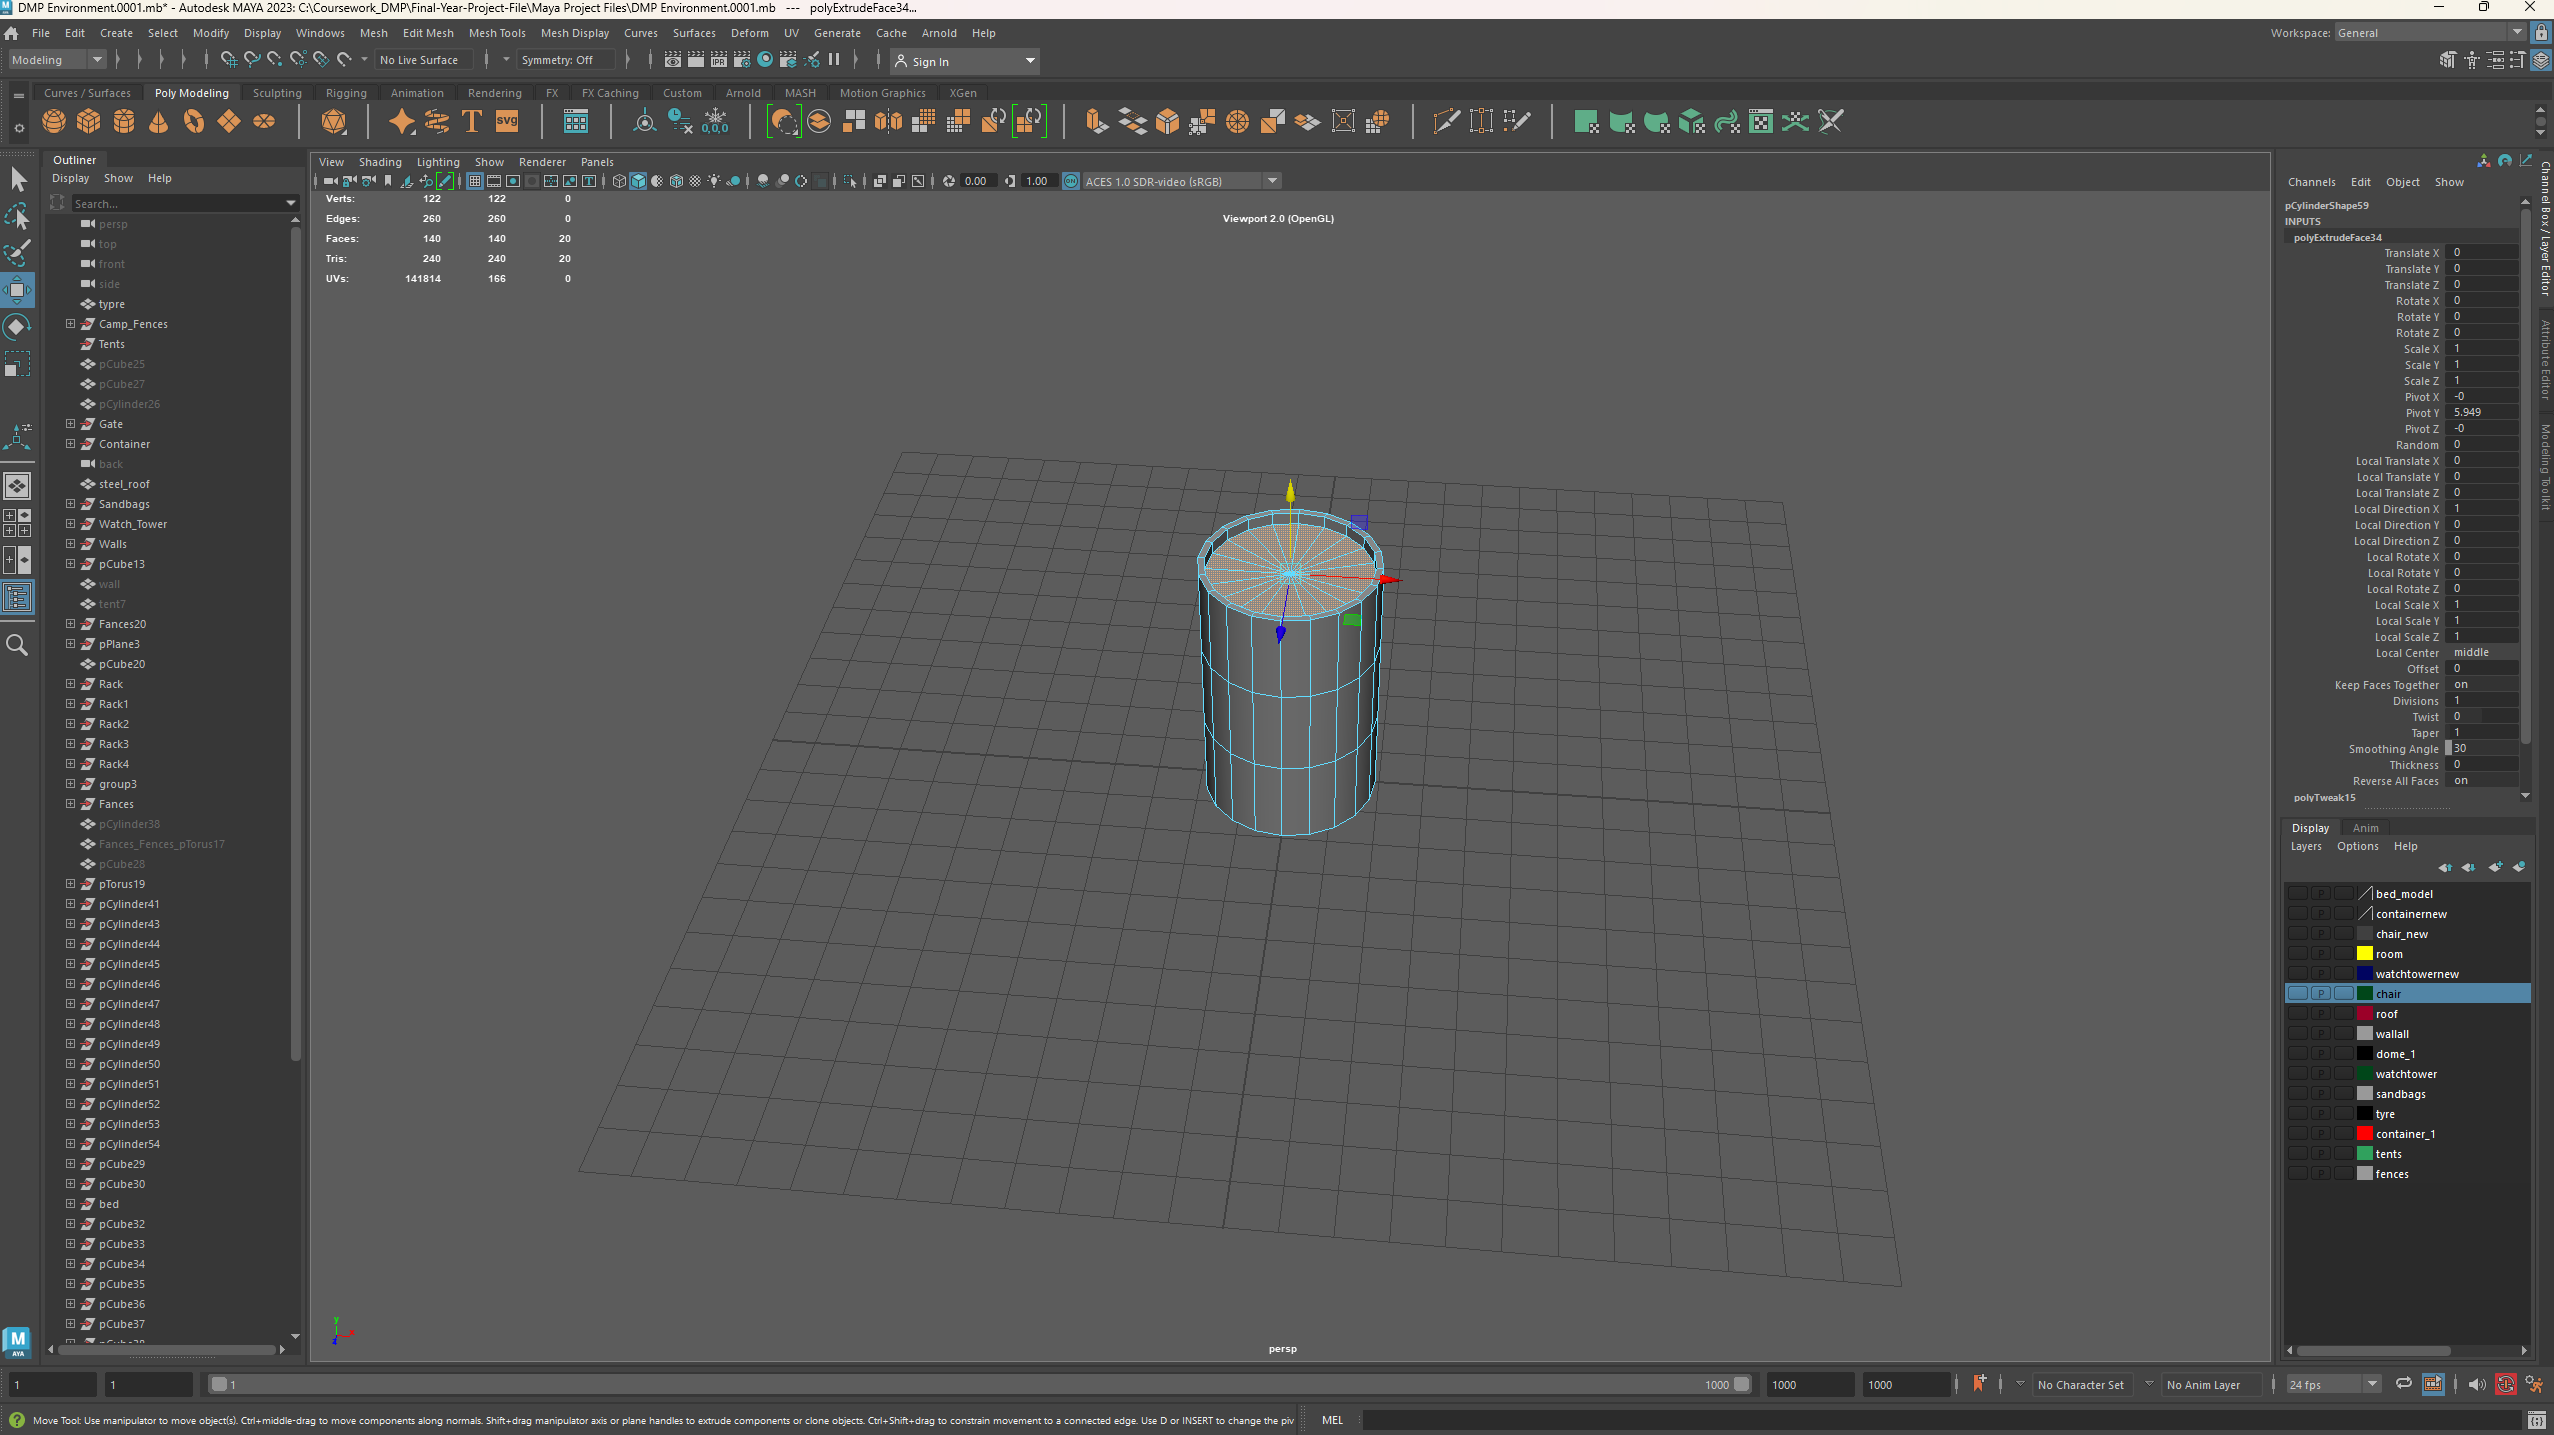 DMP Environment.0001.mb* - Autodesk MAYA 2023: C:\Coursework_DMP\Final-Year-Project-File\Maya Project Files\DMP Environment.0001.mb --- polyExtrudeFace34...
File Edit Create Select Modify Display Windows Mesh Edit Mesh Mesh Tools Mesh Display Curves Surfaces Deform UV Generate Cache Arnold Help
Workspace: General
Modeling No Live Surface Symmetry: Off Sign In
Curves / Surfaces Poly Modeling Sculpting Rigging Animation Rendering FX FX Caching Custom Arnold MASH Motion Graphics XGen
IPR
T
svg
0,0,0
Outliner
Display Show Help
Search...
persp
top
front
side
typre
Camp_Fences
Tents
pCube25
pCube27
pCylinder26
Gate
Container
back
steel_roof
Sandbags
Watch_Tower
Walls
pCube13
wall
tent7
Fances20
pPlane3
pCube20
Rack
Rack1
Rack2
Rack3
Rack4
group3
Fances
pCylinder38
Fances_Fences_pTorus17
pCube28
pTorus19
pCylinder41
pCylinder43
pCylinder44
pCylinder45
pCylinder46
pCylinder47
pCylinder48
pCylinder49
pCylinder50
pCylinder51
pCylinder52
pCylinder53
pCylinder54
pCube29
pCube30
bed
pCube32
pCube33
pCube34
pCube35
pCube36
pCube37
View Shading Lighting Show Renderer Panels
0.00 1.00 ON ACES 1.0 SDR-video (sRGB)
Verts: 122 122 0
Edges: 260 260 0
Faces: 140 140 20
Tris: 240 240 20
UVs: 141814 166 0
Viewport 2.0 (OpenGL)
persp
Channels Edit Object Show
pCylinderShape59
INPUTS
polyExtrudeFace34
Translate X 0
Translate Y 0
Translate Z 0
Rotate X 0
Rotate Y 0
Rotate Z 0
Scale X 1
Scale Y 1
Scale Z 1
Pivot X -0
Pivot Y 5.949
Pivot Z -0
Random 0
Local Translate X 0
Local Translate Y 0
Local Translate Z 0
Local Direction X 1
Local Direction Y 0
Local Direction Z 0
Local Rotate X 0
Local Rotate Y 0
Local Rotate Z 0
Local Scale X 1
Local Scale Y 1
Local Scale Z 1
Local Center middle
Offset 0
Keep Faces Together on
Divisions 1
Twist 0
Taper 1
Smoothing Angle 30
Thickness 0
Reverse All Faces on
polyTweak15
Channel Box / Layer Editor
Attribute Editor
Modeling Toolkit
Display Anim
Layers Options Help
P bed_model
P containernew
P chair_new
P room
P watchtowernew
P chair
P roof
P wallall
P dome_1
P watchtower
P sandbags
P tyre
P container_1
P tents
P fences
M
AYA
1 1 1 1000 1000 1000 No Character Set No Anim Layer 24 fps
Move Tool: Use manipulator to move object(s). Ctrl+middle-drag to move components along normals. Shift+drag manipulator axis or plane handles to extrude components or clone objects. Ctrl+Shift+drag to constrain movement to a connected edge. Use D or INSERT to change the piv
MEL